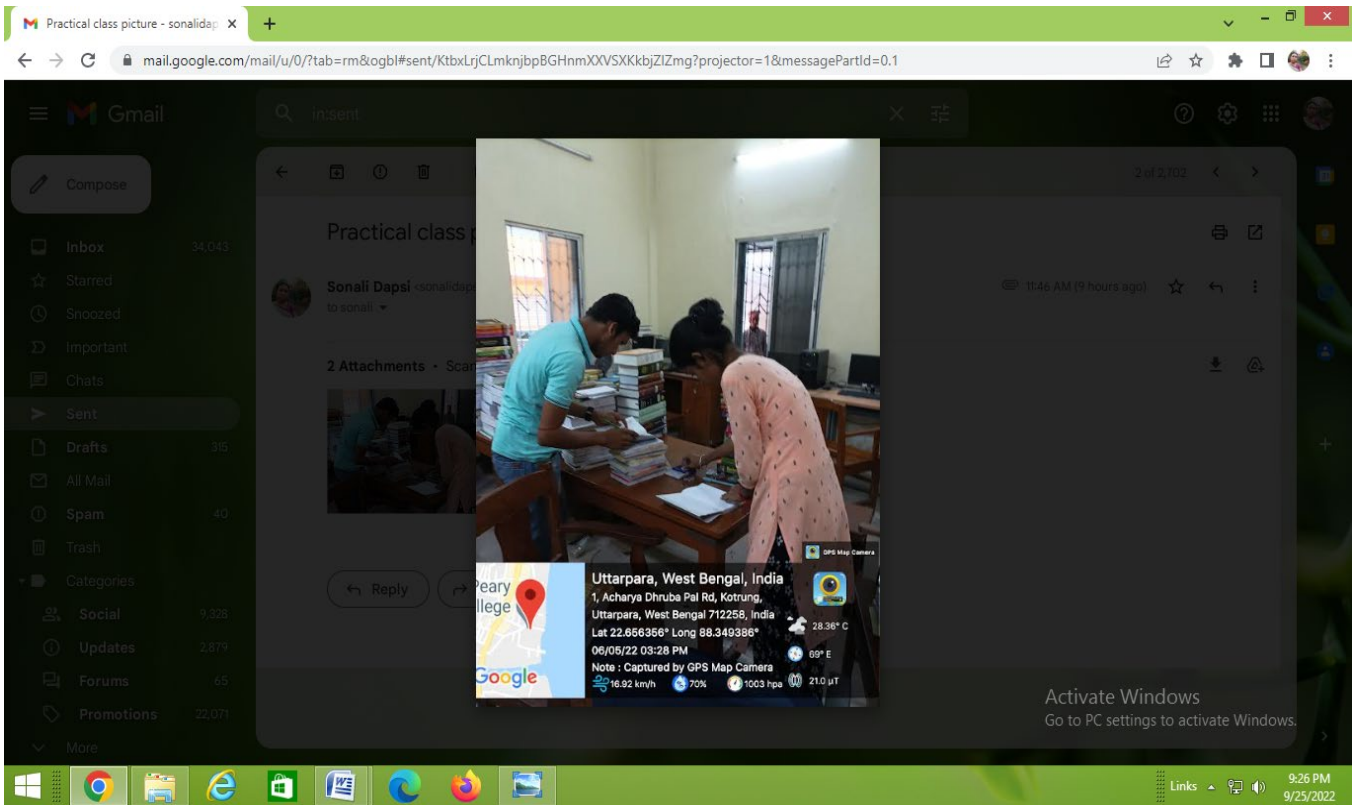 Practical class picture - sonalidap
mail.google.com/mail/u/0/?tab=rm&ogbl#sent/KtbxLrjCLmknjbpBGHnmXXVSXKkbjZlZmg?projector=1&messagePartId=0.1
Gmail
in:sent
Compose
2 of 2,702
Practical class
Inbox 34,043
Starred
Sonali Dapsi <sonalidaps
11:46 AM (9 hours ago)
to sonali
Snoozed
Important
2 Attachments • Scan
Chats
Sent
Drafts 315
All Mail
Spam 40
Trash
Categories
Reply
Social 9,328
Updates 2,879
Forums 65
Promotions 22,071
More
GPS Map Camera
Peary
llege
Google
Uttarpara, West Bengal, India
1, Acharya Dhruba Pal Rd, Kotrung,
Uttarpara, West Bengal 712258, India
Lat 22.656356° Long 88.349386°
06/05/22 03:28 PM
Note : Captured by GPS Map Camera
16.92 km/h 70% 1003 hpa 21.0 µT
28.36° C
69° E
Activate Windows
Go to PC settings to activate Windows.
Links
9:26 PM
9/25/2022